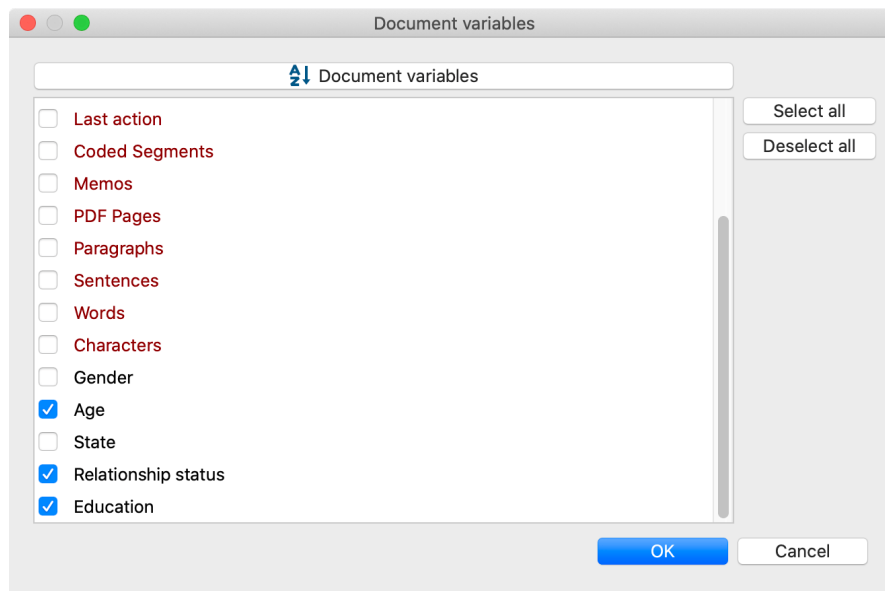 Document variables
Document variables
Select all
Deselect all
Last action
Coded Segments
Memos
PDF Pages
Paragraphs
Sentences
Words
Characters
Gender
Age
State
Relationship status
Education
OK
Cancel